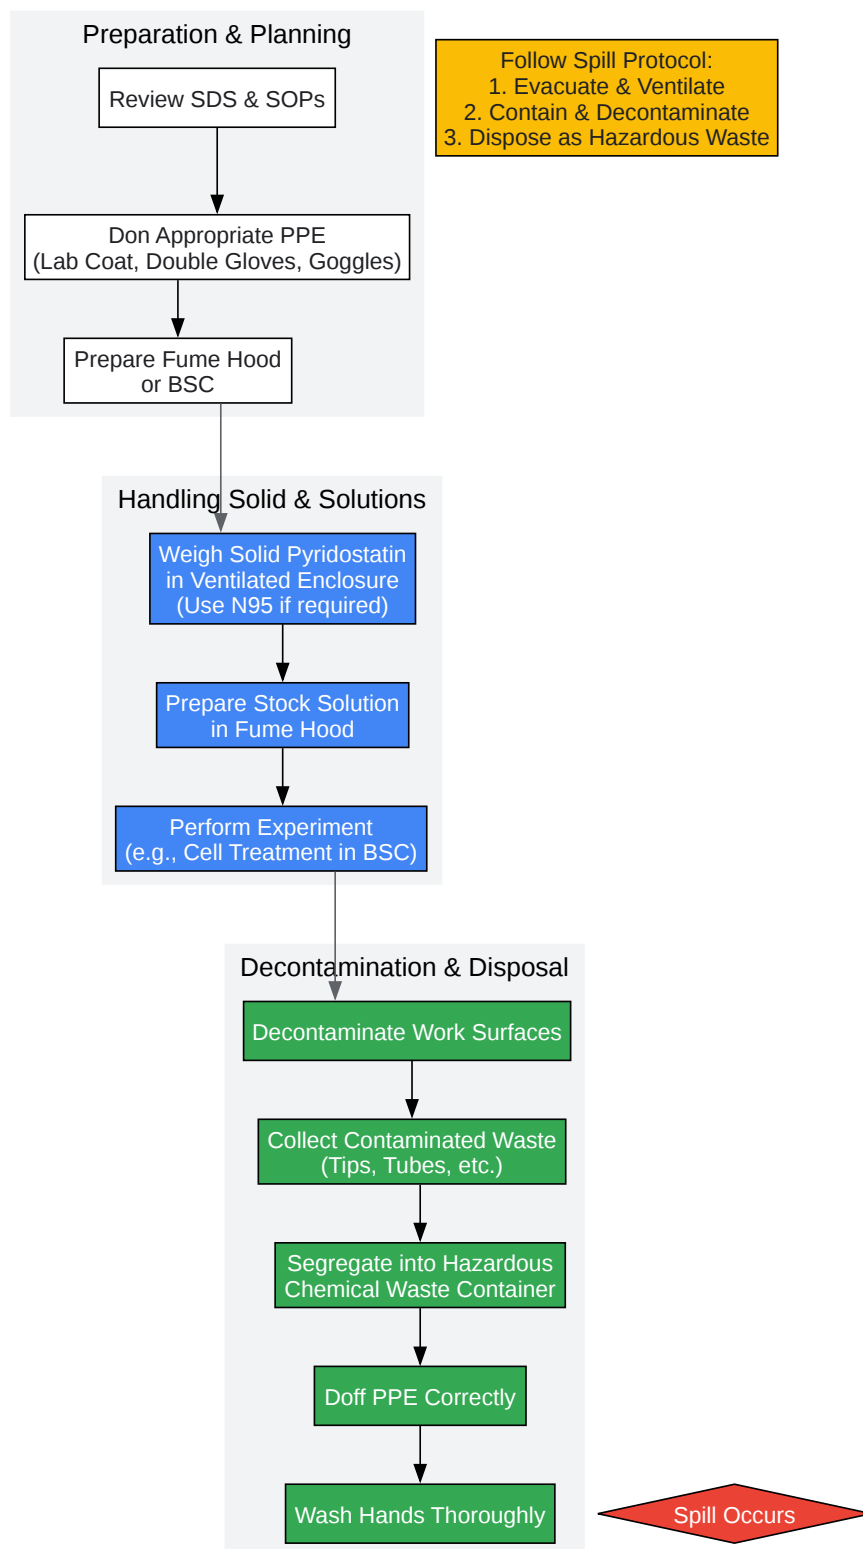 Preparation & Planning
Review SDS & SOPs
Don Appropriate PPE
(Lab Coat, Double Gloves, Goggles)
Prepare Fume Hood
or BSC
Follow Spill Protocol:
1. Evacuate & Ventilate
2. Contain & Decontaminate
3. Dispose as Hazardous Waste
Handling Solid & Solutions
Weigh Solid Pyridostatin
in Ventilated Enclosure
(Use N95 if required)
Prepare Stock Solution
in Fume Hood
Perform Experiment
(e.g., Cell Treatment in BSC)
Decontamination & Disposal
Decontaminate Work Surfaces
Collect Contaminated Waste
(Tips, Tubes, etc.)
Segregate into Hazardous
Chemical Waste Container
Doff PPE Correctly
Wash Hands Thoroughly
Spill Occurs